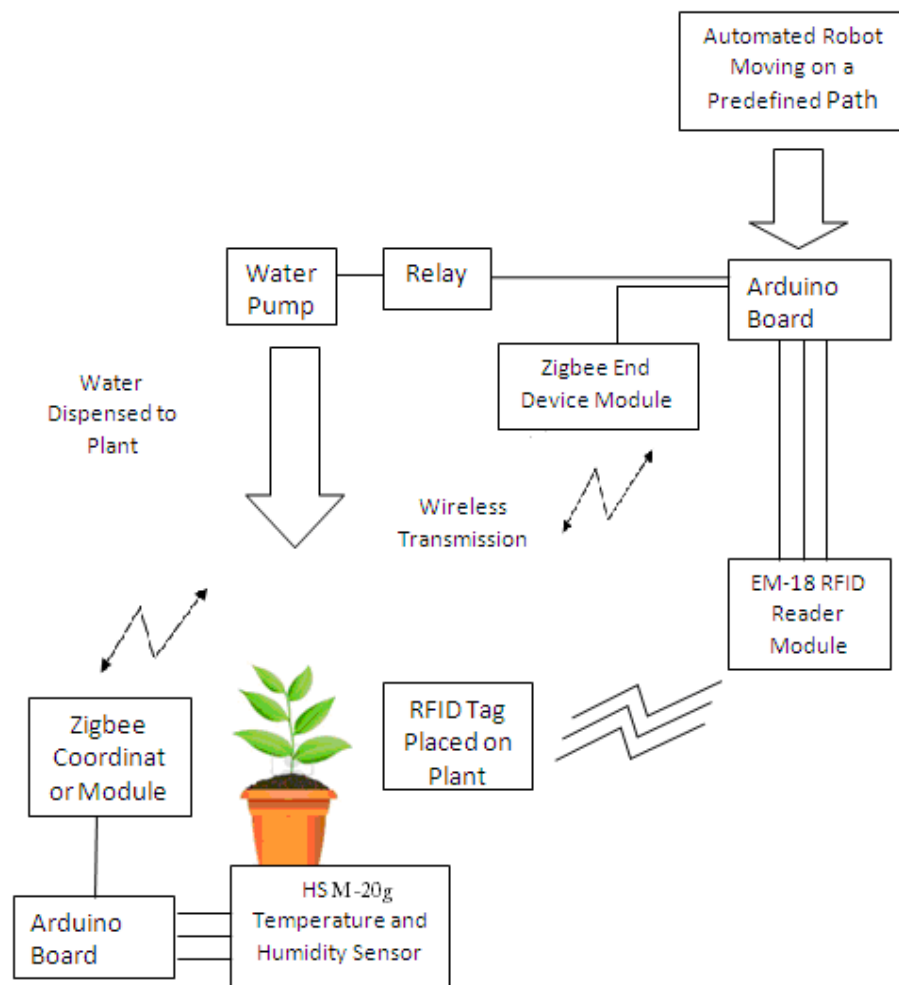 Automated Robot
Moving on a
Predefined Path
Water
Pump
Relay
Arduino
Board
Zigbee End
Device Module
Water
Dispensed to
Plant
Wireless
Transmission
EM-18 RFID
Reader
Module
Zigbee
Coordinat
or Module
RFID Tag
Placed on
Plant
Arduino
Board
HSM-20g
Temperature and
Humidity Sensor